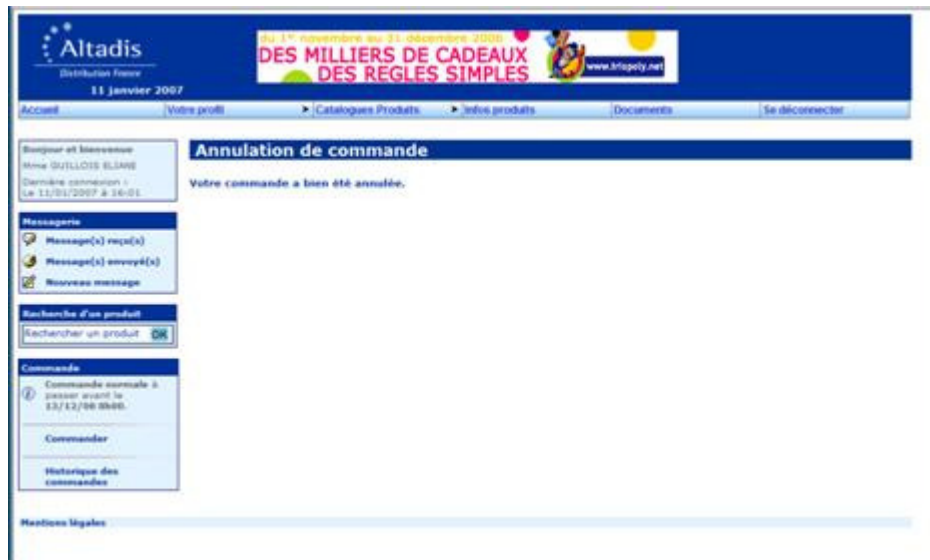 Altadis
Distribution France
11 janvier 2007
du 1er novembre au 31 décembre 2006
DES MILLIERS DE CADEAUX
DES REGLES SIMPLES
www.triopoly.net
Accueil
Votre profil
Catalogues Produits
Infos produits
Documents
Se déconnecter
Bonjour et bienvenue
Mme GUILLOIS ELIANE
Dernière connexion :
Le 11/01/2007 à 16:01
Annulation de commande
Votre commande a bien été annulée.
Messagerie
Message(s) reçu(s)
Message(s) envoyé(s)
Nouveau message
Recherche d'un produit
Rechercher un produit OK
Commande
Commande normale à
passer avant le
13/12/06 8h00.
Commander
Historique des
commandes
Mentions légales